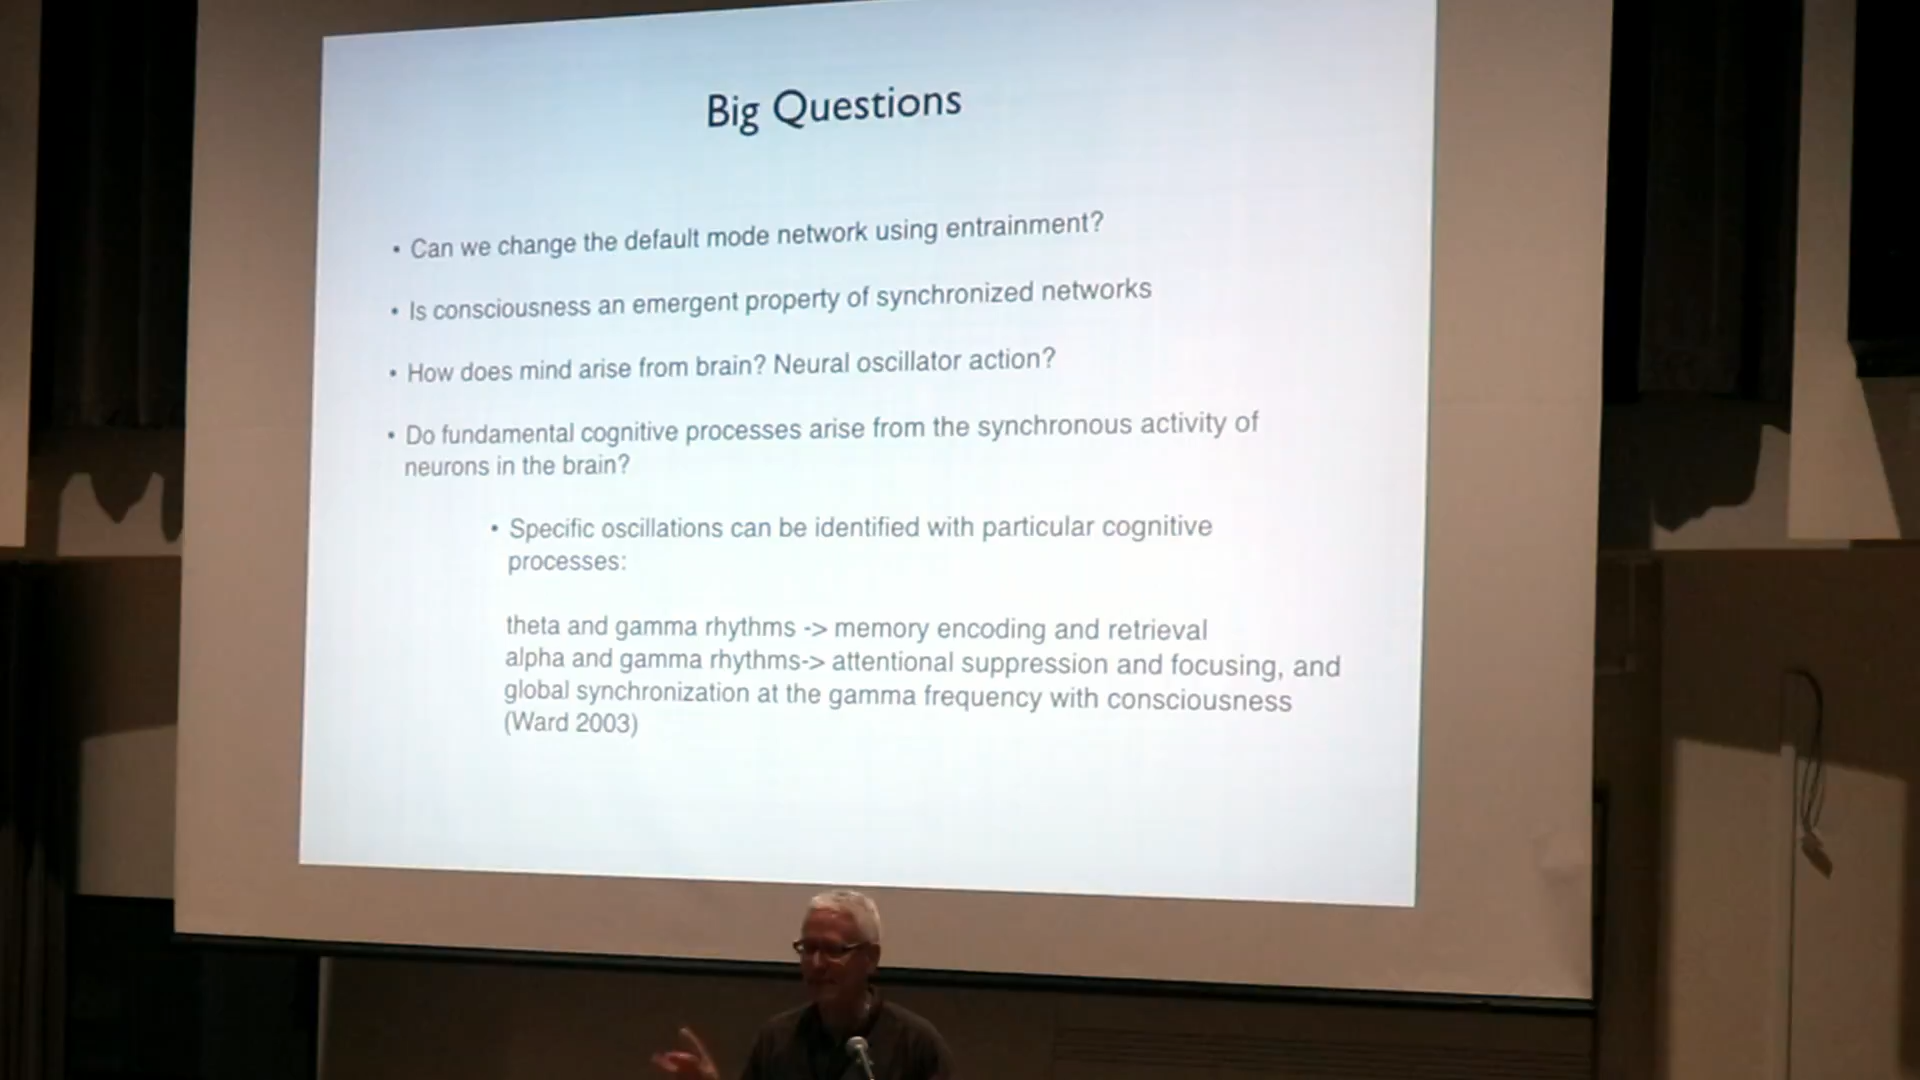 Big Questions
• Can we change the default mode network using entrainment?
• Is consciousness an emergent property of synchronized networks
• How does mind arise from brain? Neural oscillator action?
• Do fundamental cognitive processes arise from the synchronous activity of
neurons in the brain?
• Specific oscillations can be identified with particular cognitive
processes:
theta and gamma rhythms -> memory encoding and retrieval
alpha and gamma rhythms-> attentional suppression and focusing, and
global synchronization at the gamma frequency with consciousness
(Ward 2003)